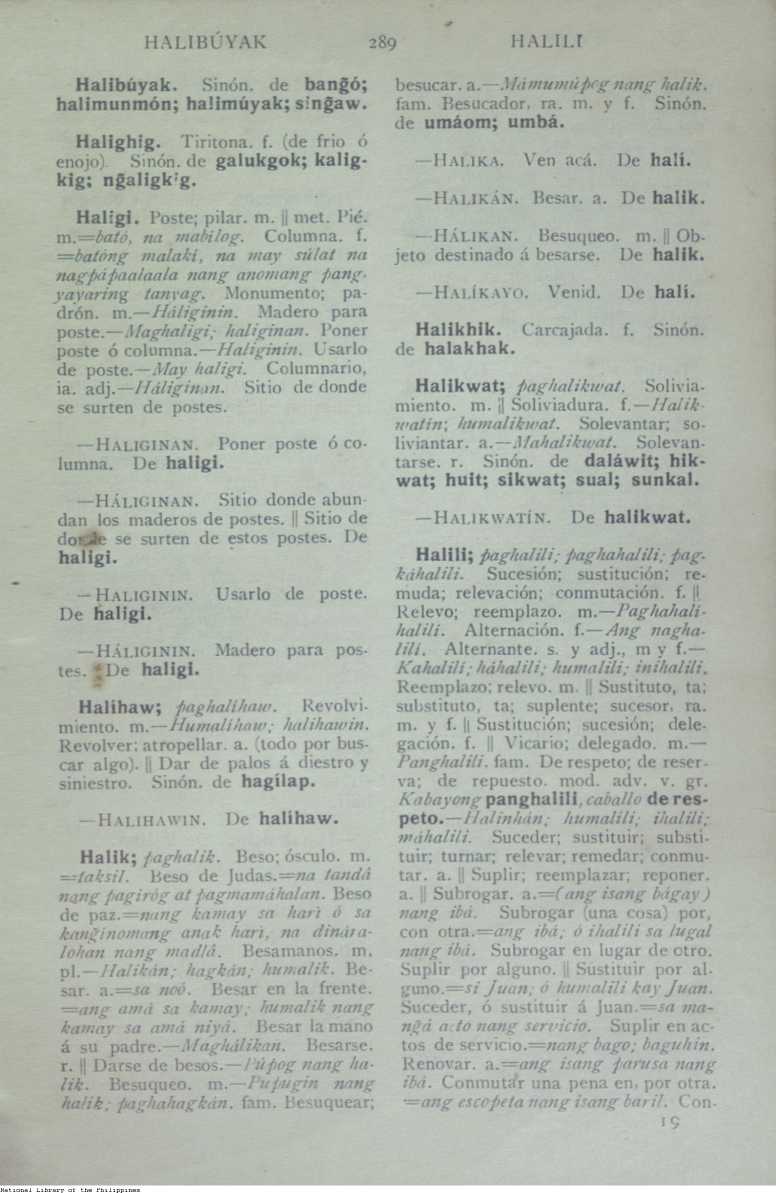 HALIBÚYAK 289 HALILI
Halibúyak. Sinón. de bang̃ó;
halimunmón; halimúyak; sing̃aw.
Halighíg. Tiritona. f. (de frio ó
enojo). Sinón. de galukgok; kalig-
kig; ng̃aligkig.
Halígi. Poste; pilar. m. || met. Pié.
m.=bató, na mabilog. Columna. f.
=batóng malakí, na may súlat na
nagpápaalaala nang anomang pang-
yayaring tanyag. Monumento; pa-
drón. m.—Háliginin. Madero para
poste.—Maghaligi; haliginan. Poner
poste ó columna.—Haliginin. Usarlo
de poste.—May haligi. Columnario,
ia. adj.—Háliginan. Sitio de donde
se surten de postes.
—HALIGINAN. Poner poste ó co-
lumna. De haligi.
—HÁLIGINAN. Sitio donde abun-
dan los maderos de postes. || Sitio de
donde se surten de estos postes. De
halígi.
—HALIGININ. Usarlo de poste.
De haligi.
—HÁLIGININ. Madero para pos-
tes. De haligi.
Halíhaw; paghalíhaw. Revolvi-
miento. m.—Humalíhaw; halihawin.
Revolver; atropellar. a. (todo por bus-
car algo). || Dar de palos á diestro y
siniestro. Sinón. de hagílap.
—HALIHAWIN. De halíhaw.
Halik; paghalik. Beso; ósculo. m.
=taksil. Beso de Judas.=na tandâ
nang pagiróg at pagmamáhalan. Beso
de paz.=nang kamay sa hari ó sa
kang̃inomang anak hari, na dinára-
lohan nang madlâ. Besamanos. m.
pl.—Halikán; hagkán; humalik. Be-
sar. a.=sa noó. Besar en la frente.
=ang amá sa kamay; humalik nang
kamay sa amá niyá. Besar la mano
á su padre.—Maghálikan. Besarse.
r. || Darse de besos.—Púpog nang ha-
lik. Besuqueo. m.—Pupugin nang
halik; paghahagkán. fam. Besuquear;
besucar. a.—Mámumúpog nang halik.
fam. Besucador, ra. m. y f. Sinón.
de umáom; umbá.
—HALIKA. Ven acá. De halí.
—HALIKÁN. Besar. a. De halik.
—HÁLIKAN. Besuqueo. m. || Ob-
jeto destinado á besarse. De halik.
—HALÍKAYO. Venid. De halí.
Halikhik. Carcajada. f. Sinón.
de halakhak.
Halikwat; paghalikwat. Solivia-
miento. m. || Soliviadura. f.—Halik-
watin; humalikwat. Solevantar; so-
liviantar. a.—Mahalikwat. Solevan-
tarse. r. Sinón. de daláwit; hik-
wat; huit; sikwat; sual; sunkal.
—HALIKWATÍN. De halikwat.
Halili; paghalili; paghahalili; pag-
káhalili. Sucesión; sustitución; re-
muda; relevación; conmutación. f. ||
Relevo; reemplazo. m.—Paghahali-
halili. Alternación. f.—Ang nagha-
lili. Alternante. s. y adj., m y f.—
Kahalili; háhalili; humalili; inihalili.
Reemplazo; relevo. m. || Sustituto, ta;
substituto, ta; suplente; sucesor, ra.
m. y f. || Sustitución; sucesión; dele-
gación. f. || Vicario; delegado. m.—
Panghalili. fam. De respeto; de reser-
va; de repuesto. mod. adv. v. gr.
Kabayong panghalili, caballo de res-
peto.—Halinhán; humalili; ihalili;
máhalili. Suceder; sustituir; substi-
tuir; turnar; relevar; remedar; conmu-
tar. a. || Suplir; reemplazar; reponer.
a. || Subrogar. a.=(ang isang bágay)
nang ibá. Subrogar (una cosa) por,
con otra.=ang ibá; ó ihalili sa lugal
nang ibá. Subrogar en lugar de otro.
Suplir por alguno. || Sustituir por al-
guno.=si Juan; ó humalili kay Juan.
Suceder, ó sustituir á Juan.=sa ma-
ng̃á acto nang servicio. Suplir en ac-
tos de servicio.=nang bago; baguhin.
Renovar. a.=ang isang parusa nang
ibá. Conmutar una pena en, por otra.
=ang escopeta nang isang baril. Con-
19
National Library of the Philippines